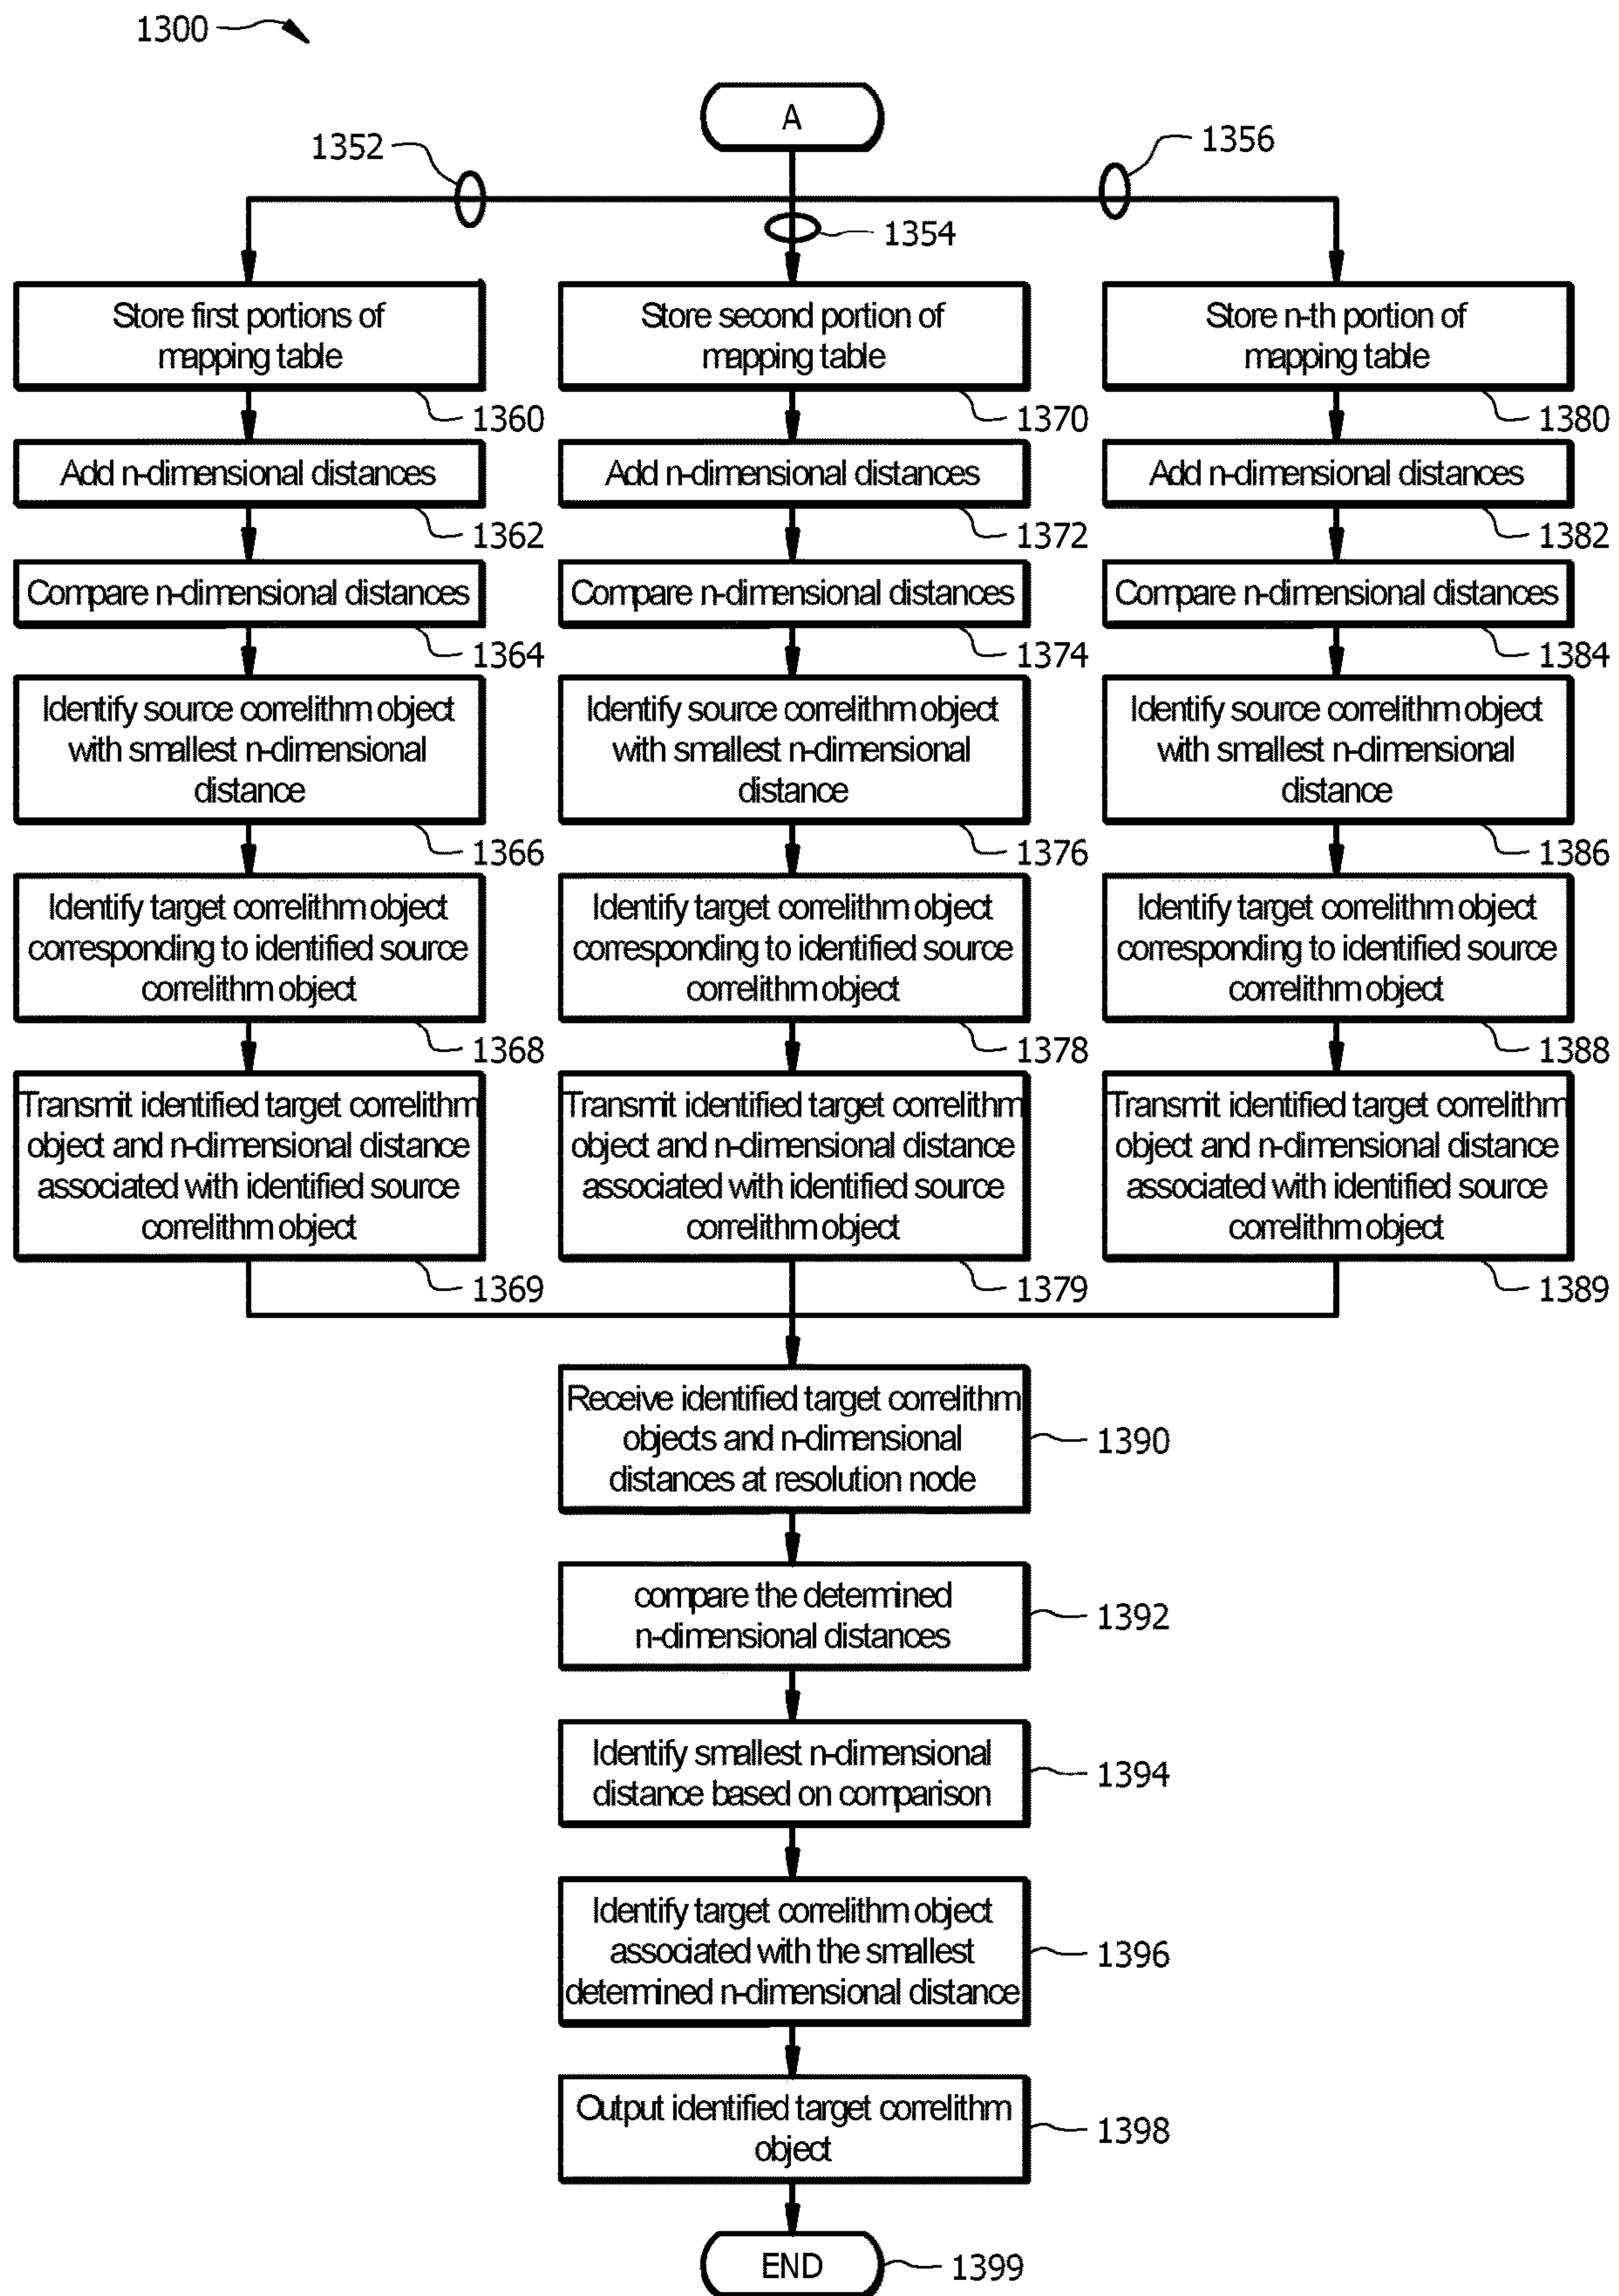 1300
A
1352
1356
1354
Store first portions of
mapping table
1360
Store second portion of
mapping table
1370
Store n-th portion of
mapping table
1380
Add n-dimensional distances
1362
Add n-dimensional distances
1372
Add n-dimensional distances
1382
Compare n-dimensional distances
1364
Compare n-dimensional distances
1374
Compare n-dimensional distances
1384
Identify source correlithm object
with smallest n-dimensional
distance
1366
Identify source correlithm object
with smallest n-dimensional
distance
1376
Identify source correlithm object
with smallest n-dimensional
distance
1386
Identify target correlithm object
corresponding to identified source
correlithm object
1368
Identify target correlithm object
corresponding to identified source
correlithm object
1378
Identify target correlithm object
corresponding to identified source
correlithm object
1388
Transmit identified target correlithm
object and n-dimensional distance
associated with identified source
correlithm object
1369
Transmit identified target correlithm
object and n-dimensional distance
associated with identified source
correlithm object
1379
Transmit identified target correlithm
object and n-dimensional distance
associated with identified source
correlithm object
1389
Receive identified target correlithm
objects and n-dimensional
distances at resolution node
1390
compare the determined
n-dimensional distances
1392
Identify smallest n-dimensional
distance based on comparison
1394
Identify target correlithm object
associated with the smallest
determined n-dimensional distance
1396
Output identified target correlithm
object
1398
END
1399